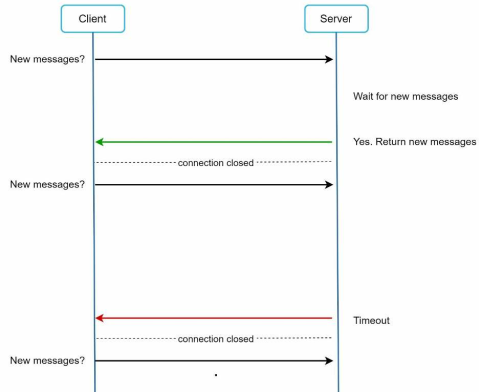 Client
Server
New messages?
Wait for new messages
Yes. Return new messages
connection closed
New messages?
Timeout
connection closed
New messages?